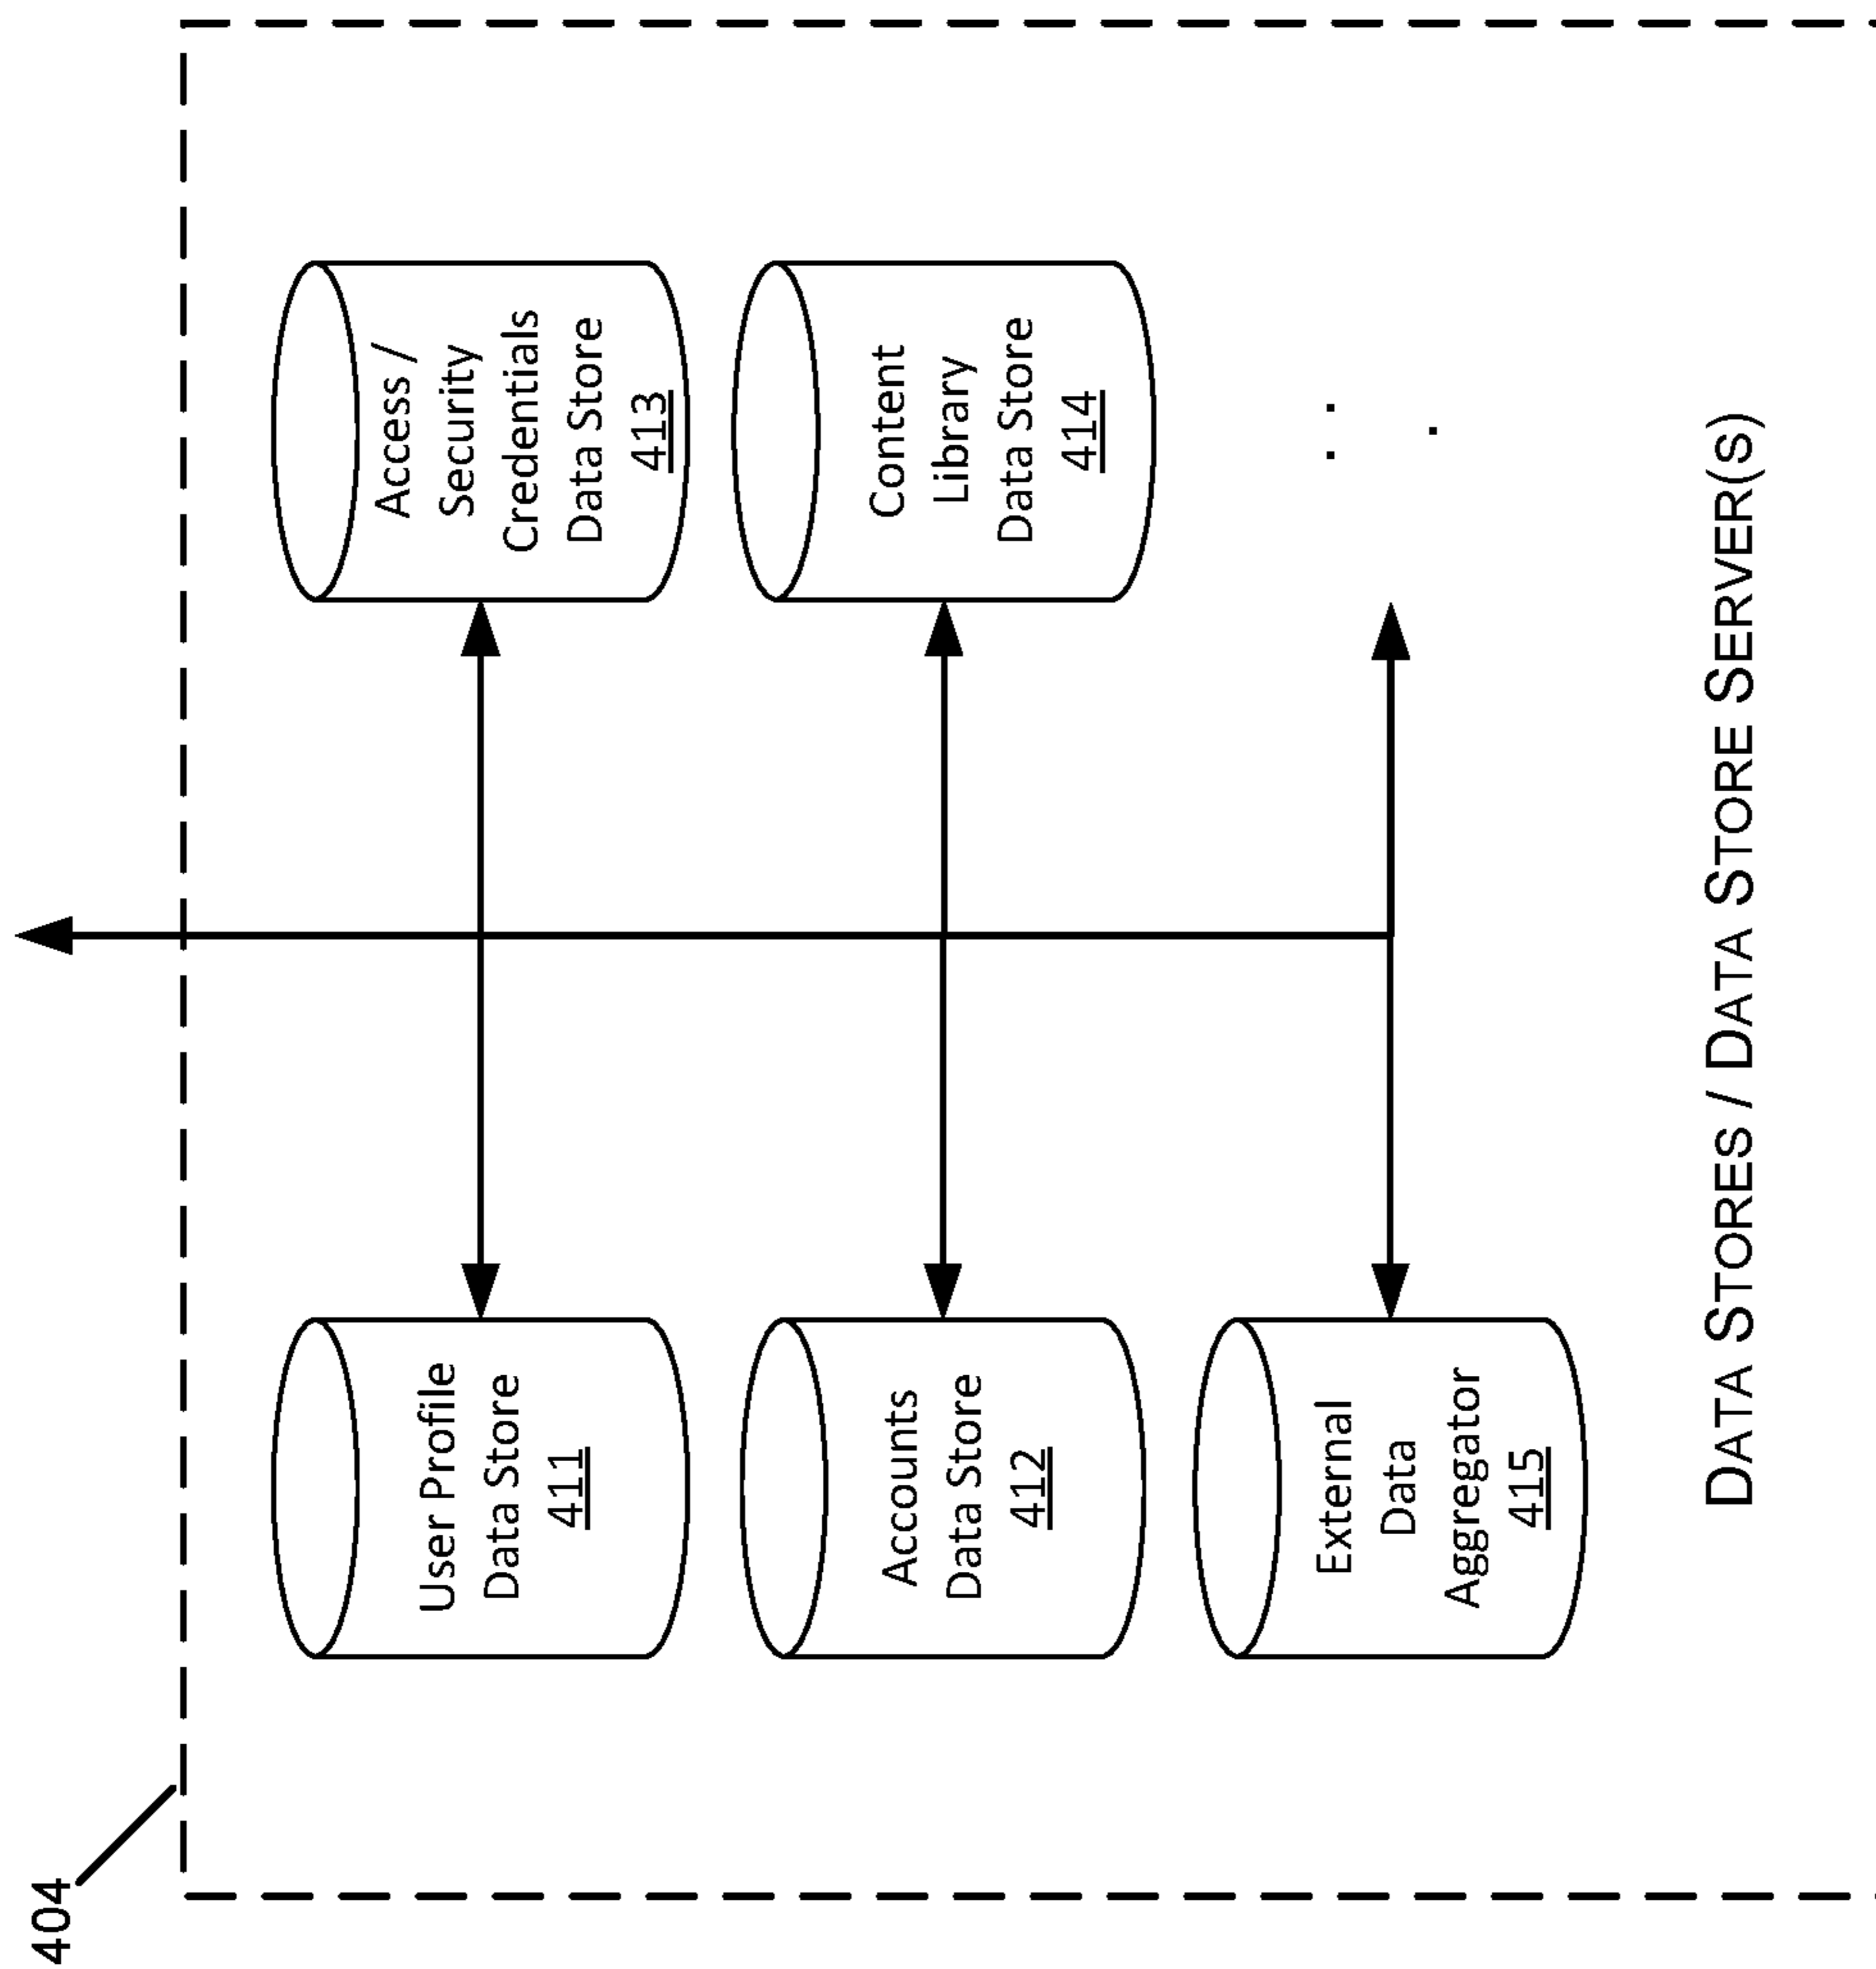 404
User Profile
Data Store
411
Access /
Security
Credentials
Data Store
413
Accounts
Data Store
412
Content
Library
Data Store
414
External
Data
Aggregator
415
DATA STORES / DATA STORE SERVER(S)